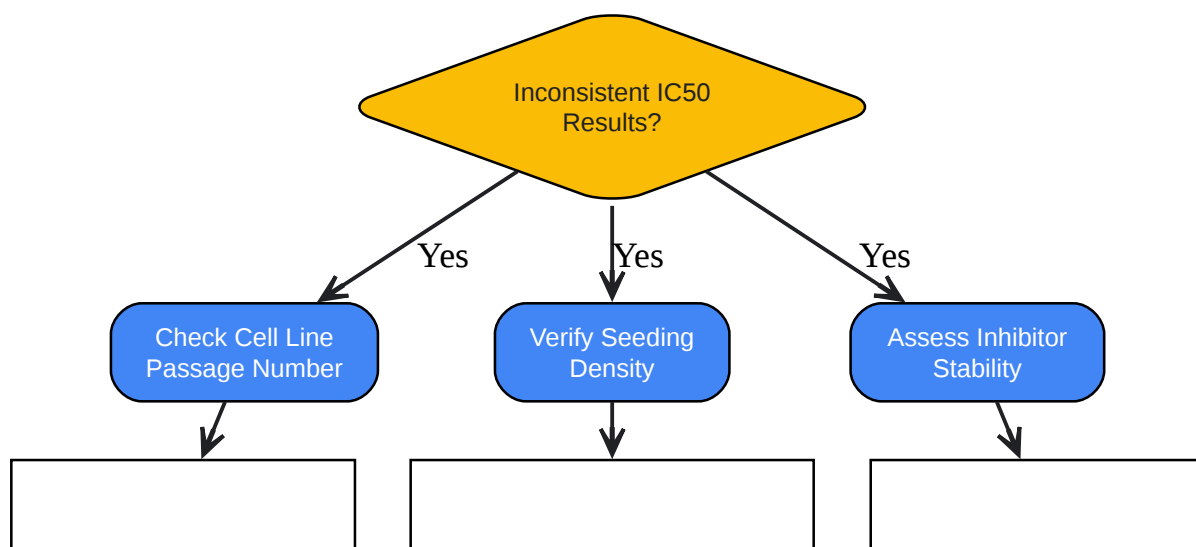 Inconsistent IC50
Results?
Yes
Yes
Yes
Check Cell Line
Passage Number
Verify Seeding
Density
Assess Inhibitor
Stability